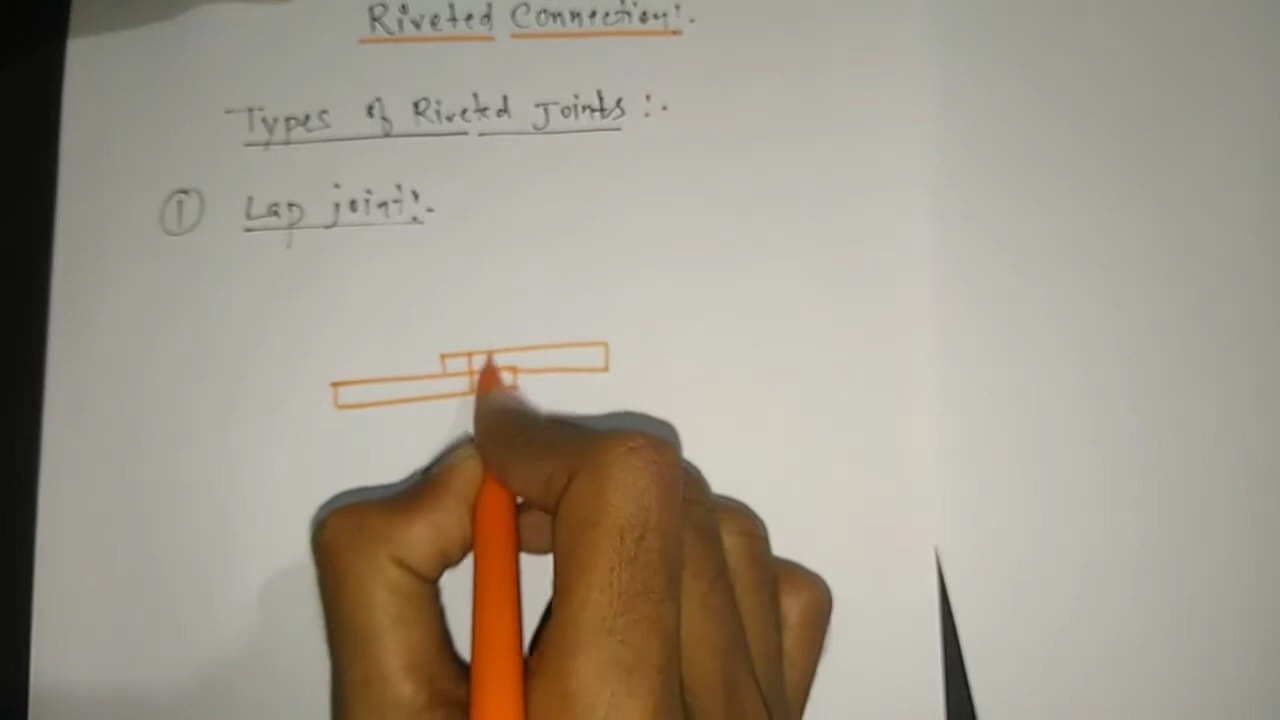 Riveted Connection:-
Types of Riveted Joints :-
① Lap joint:-